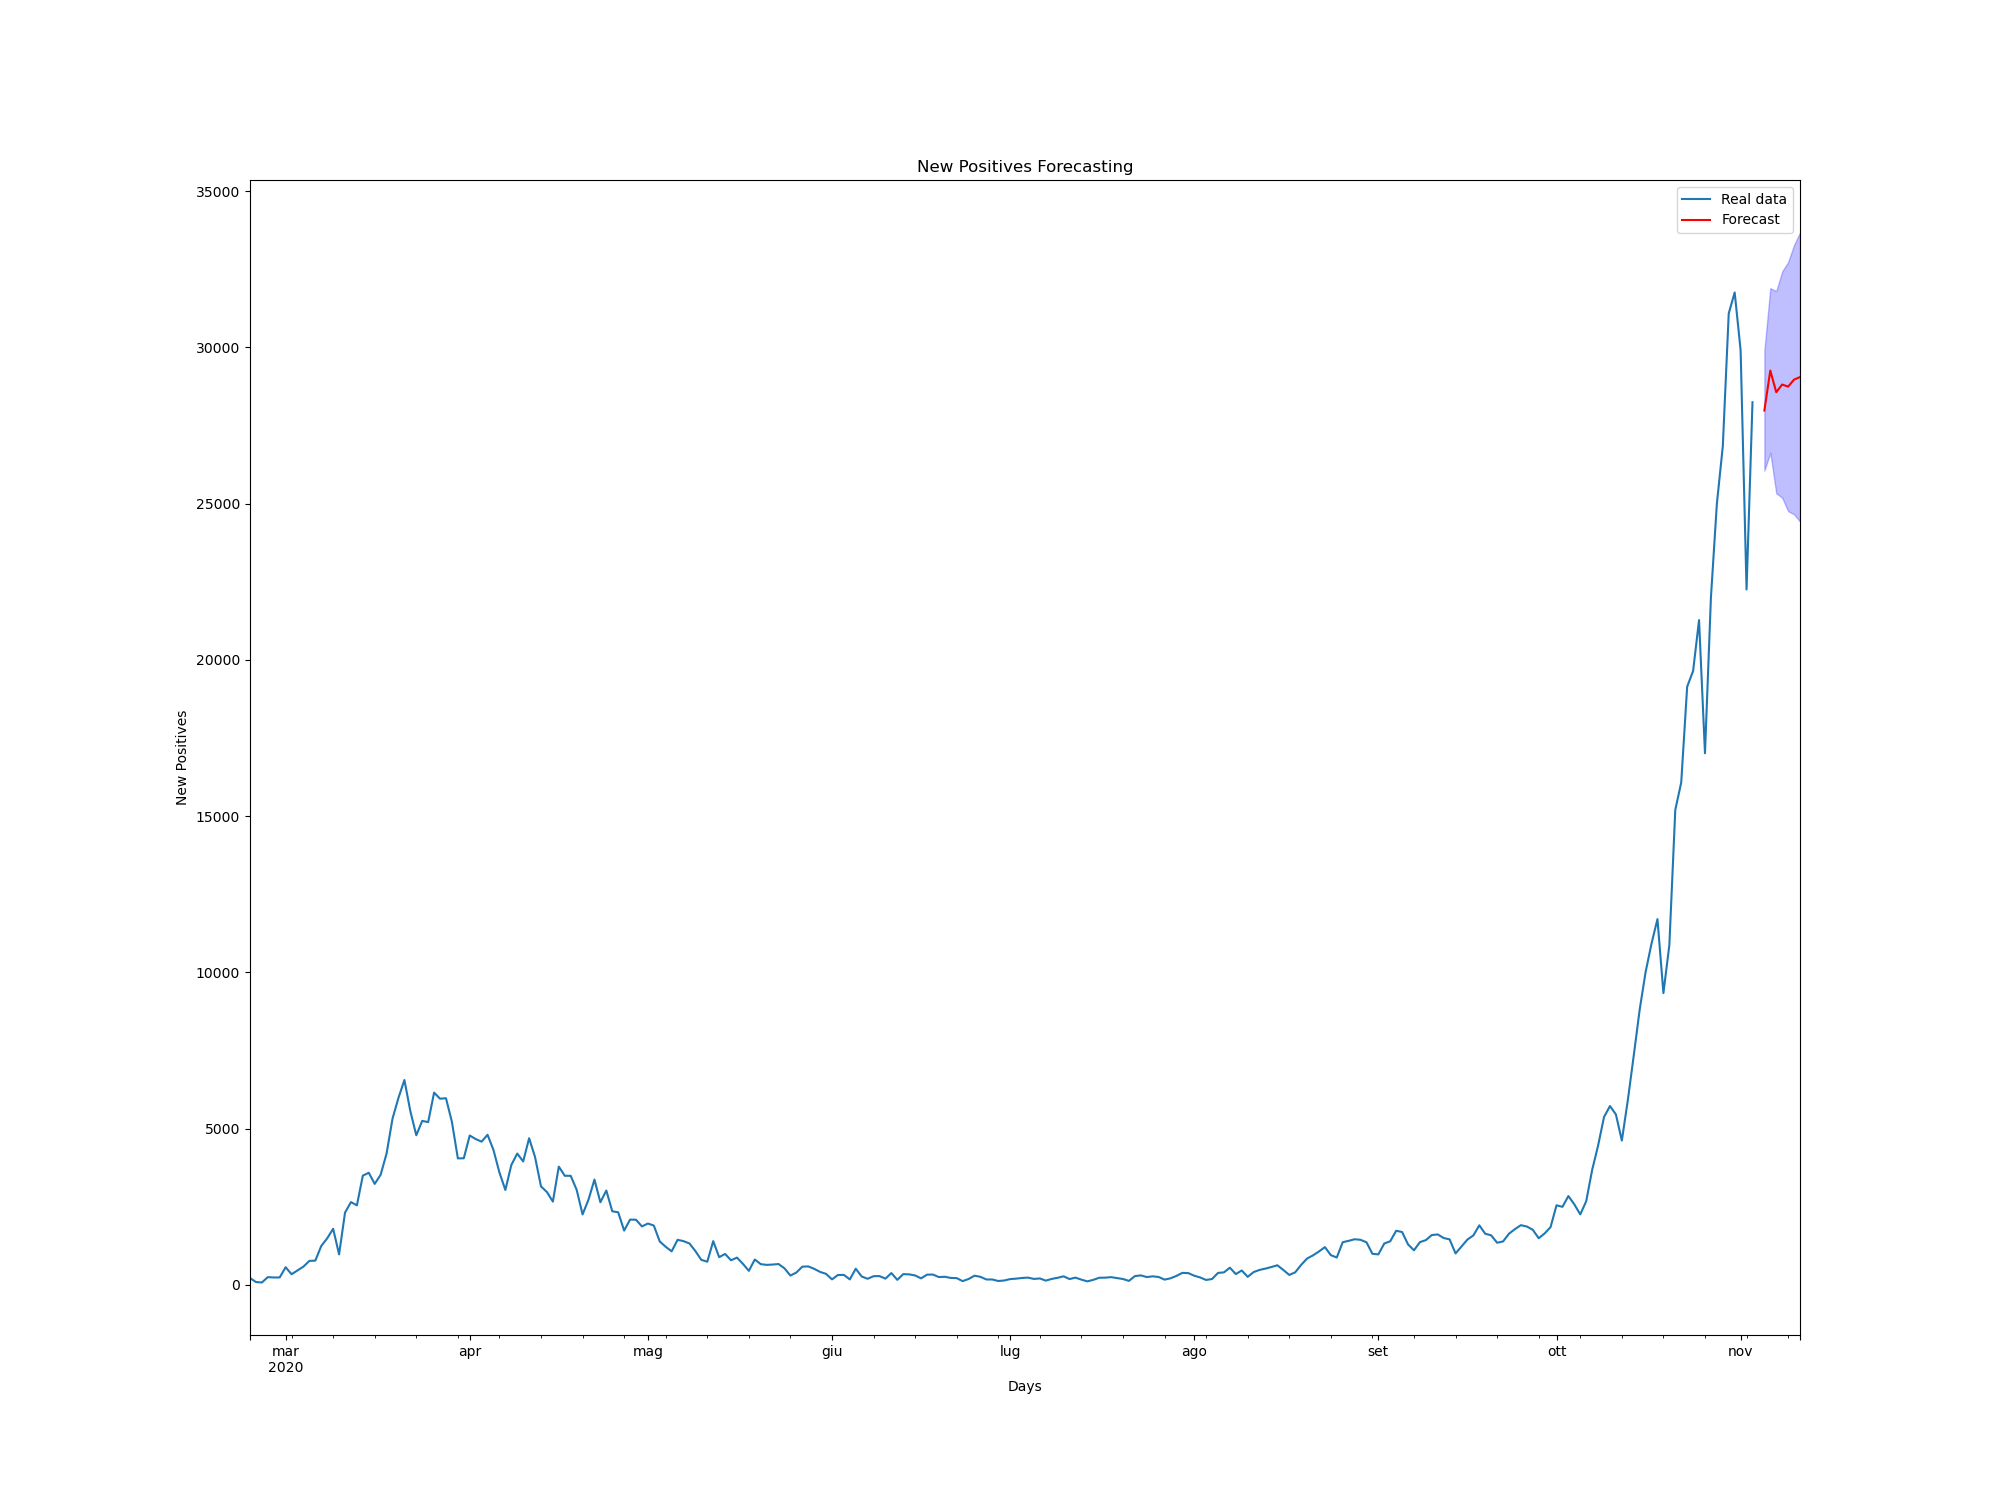 New Positives Forecasting
Real data
Forecast
35000
30000
25000
20000
15000
10000
5000
0
New Positives
mar apr mag giu lug ago set ott nov
2020
Days